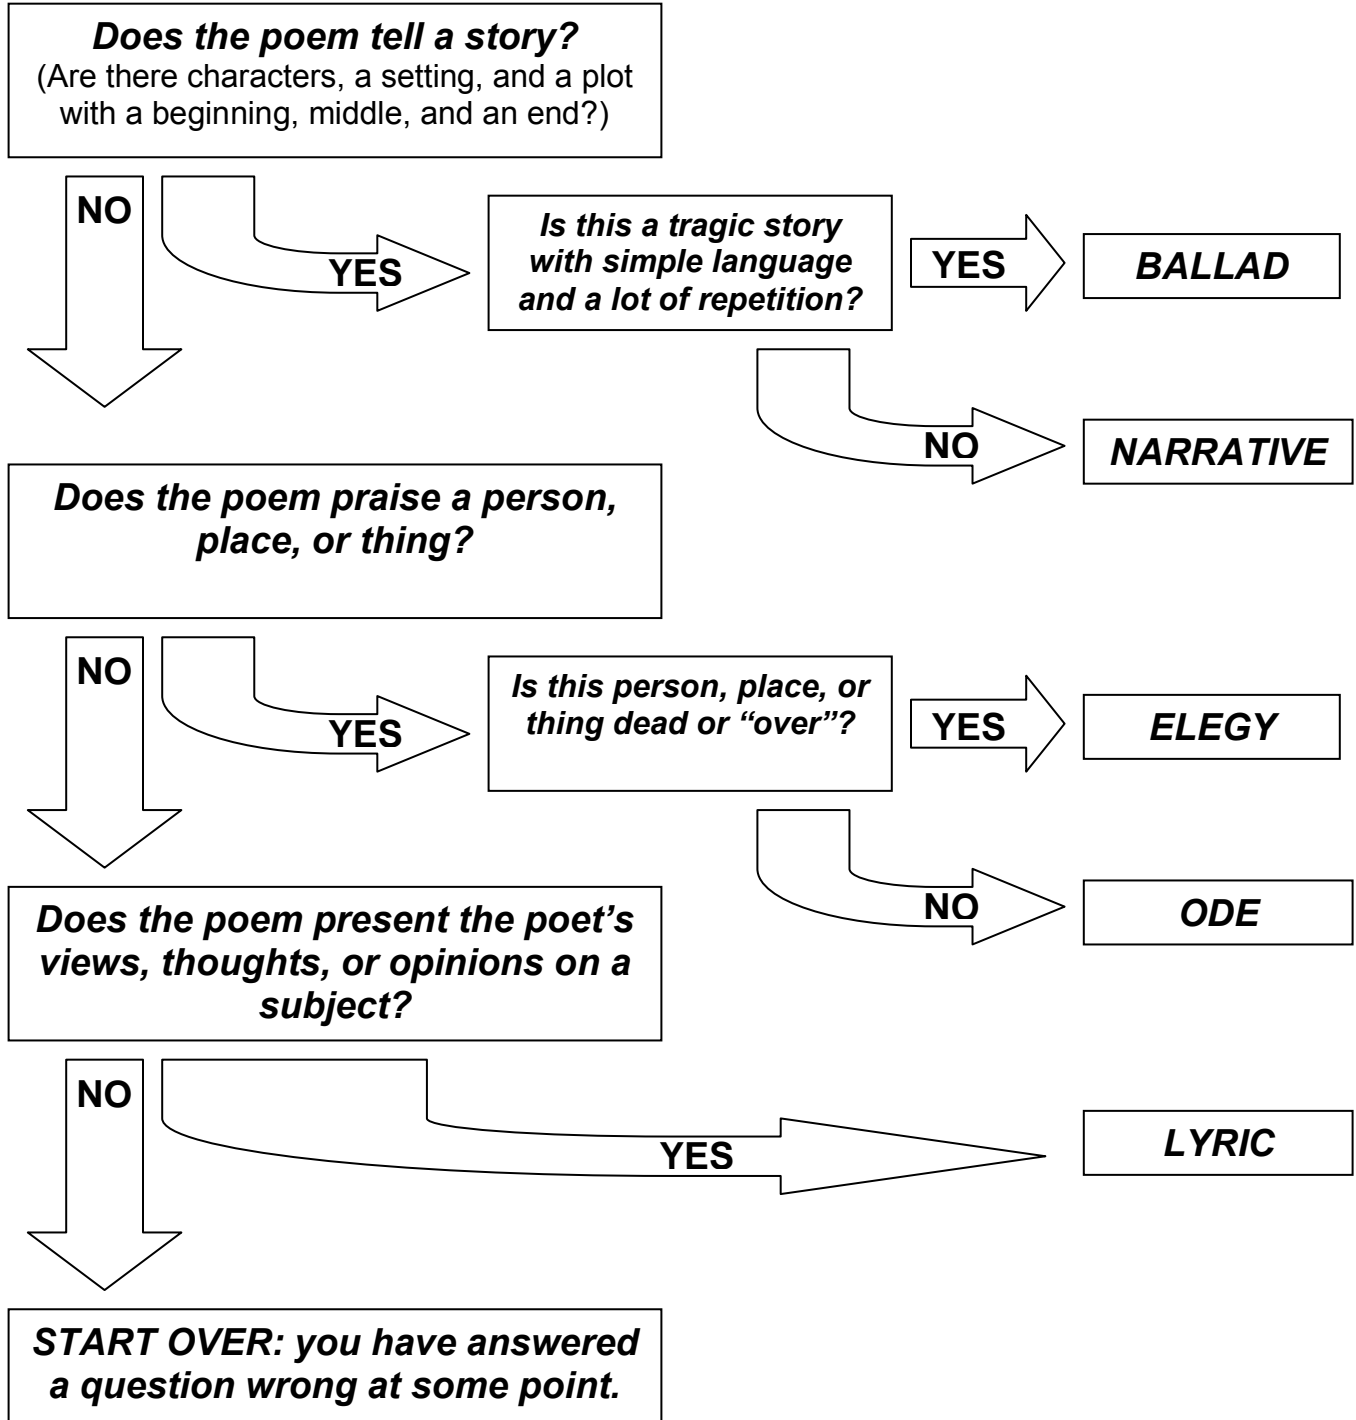 Does the poem tell a story?
(Are there characters, a setting, and a plot
with a beginning, middle, and an end?)
NO
YES
Is this a tragic story
with simple language
and a lot of repetition?
YES
BALLAD
NO
NARRATIVE
Does the poem praise a person,
place, or thing?
NO
YES
Is this person, place, or
thing dead or “over”?
YES
ELEGY
NO
ODE
Does the poem present the poet’s
views, thoughts, or opinions on a
subject?
NO
YES
LYRIC
START OVER: you have answered
a question wrong at some point.